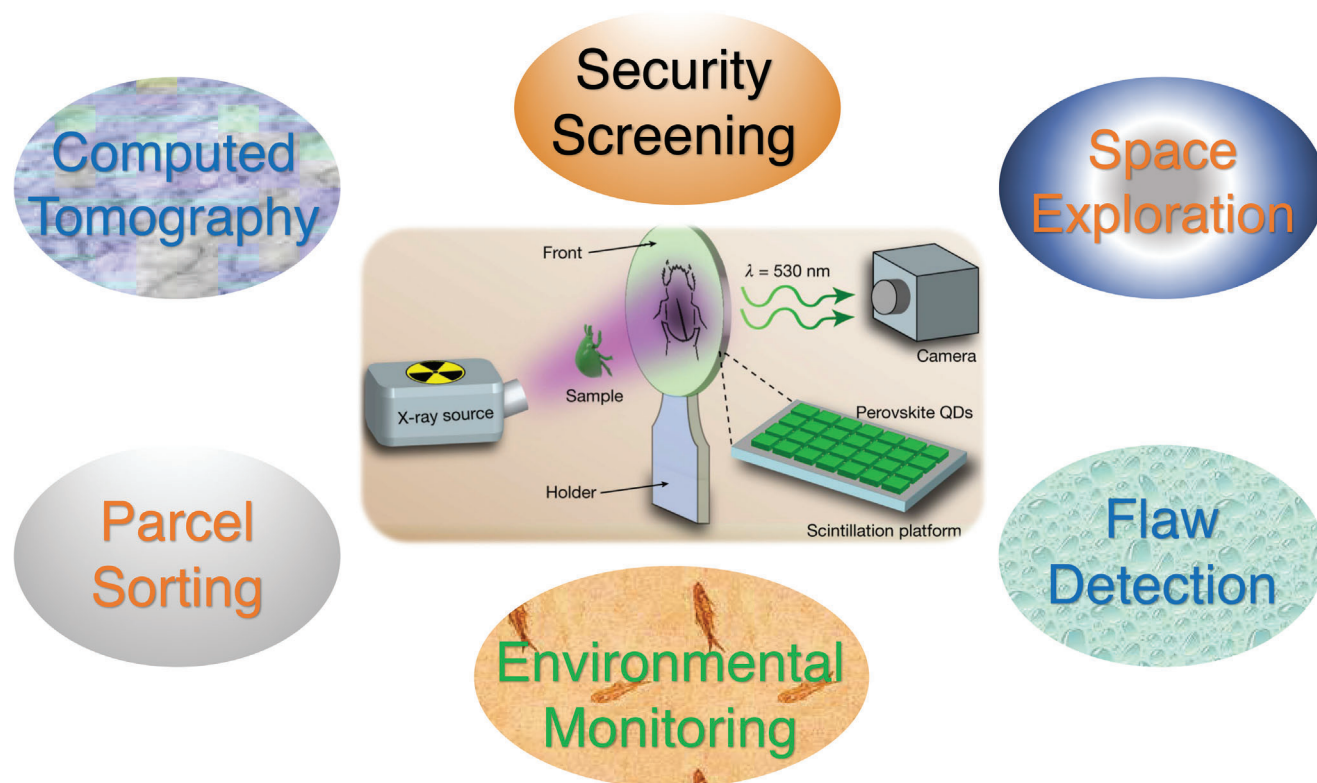 Security
Screening
Computed
Tomography
Space
Exploration
Front
λ = 530 nm
Camera
Sample
X-ray source
Perovskite QDs
Holder
Scintillation platform
Parcel
Sorting
Flaw
Detection
Environmental
Monitoring